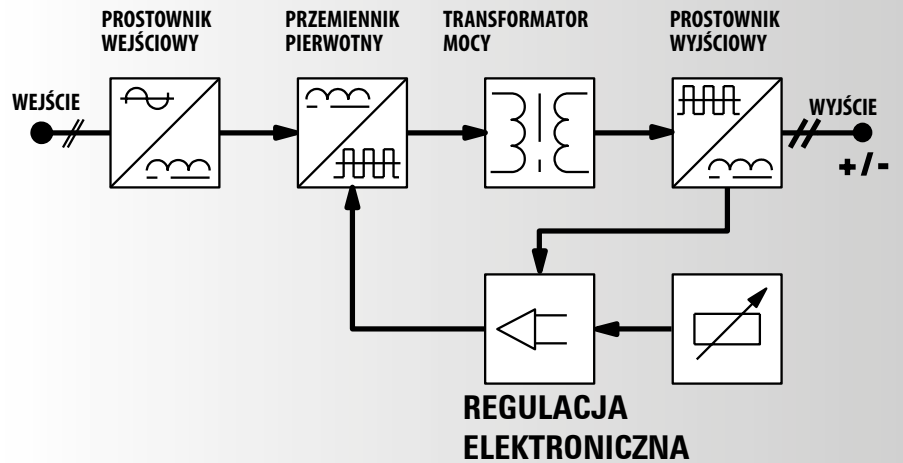 PROSTOWNIK
WEJŚCIOWY
PRZEMIENNIK
PIERWOTNY
TRANSFORMATOR
MOCY
PROSTOWNIK
WYJŚCIOWY
WEJŚCIE
WYJŚCIE
+ / -
REGULACJA
ELEKTRONICZNA